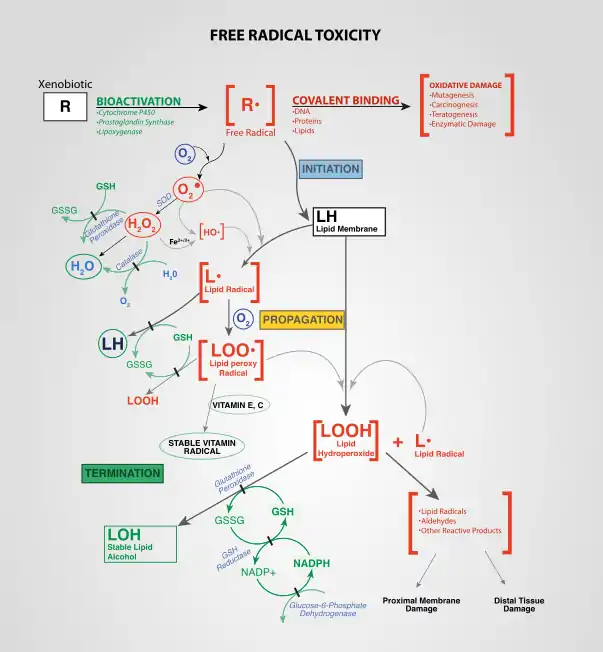 FREE RADICAL TOXICITY
Xenobiotic
R
BIOACTIVATION
•Cytochrome P450
•Prostaglandin Synthase
•Lipoxygenase
[R•]
Free Radical
COVALENT BINDING
•DNA
•Proteins
•Lipids
OXIDATIVE DAMAGE
•Mutagenesis
•Carcinognesis
•Teratogenesis
•Enzymatic Damage
O2
INITIATION
O2•
SOD
GSH
GSSG
Glutathione
Peroxidase
H2O2
[HO•]
Fe2+/3+
LH
Lipid Membrane
H2O
Catalase
H20
O2
L•
Lipid Radical
O2
PROPAGATION
LH
GSH
GSSG
LOO•
Lipid peroxy
Radical
LOOH
VITAMIN E, C
STABLE VITAMIN
RADICAL
LOOH
Lipid
Hydroperoxide
+
L•
Lipid Radical
TERMINATION
Glutathione
Peroxidase
GSSG
GSH
LOH
Stable Lipid
Alcohol
GSH
Reductase
NADP+
NADPH
Glucose-6-Phosphate
Dehydrogenase
•Lipid Radicals
•Aldehydes
•Other Reactive Products
Proximal Membrane
Damage
Distal Tissue
Damage